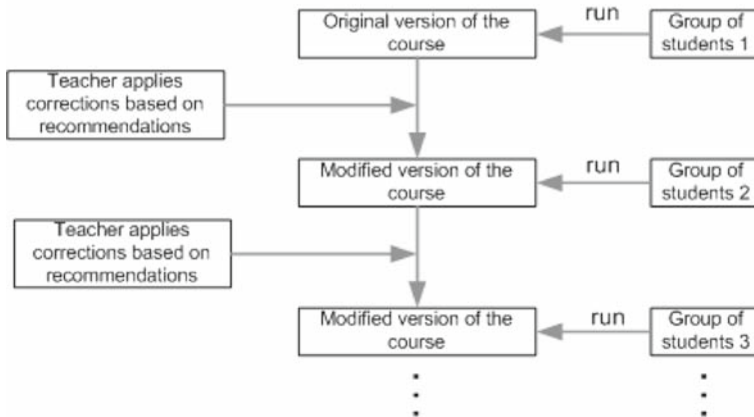 Original version of the
course
run
Group of
students 1
Teacher applies
corrections based on
recommendations
Modified version of the
course
run
Group of
students 2
Teacher applies
corrections based on
recommendations
Modified version of the
course
run
Group of
students 3